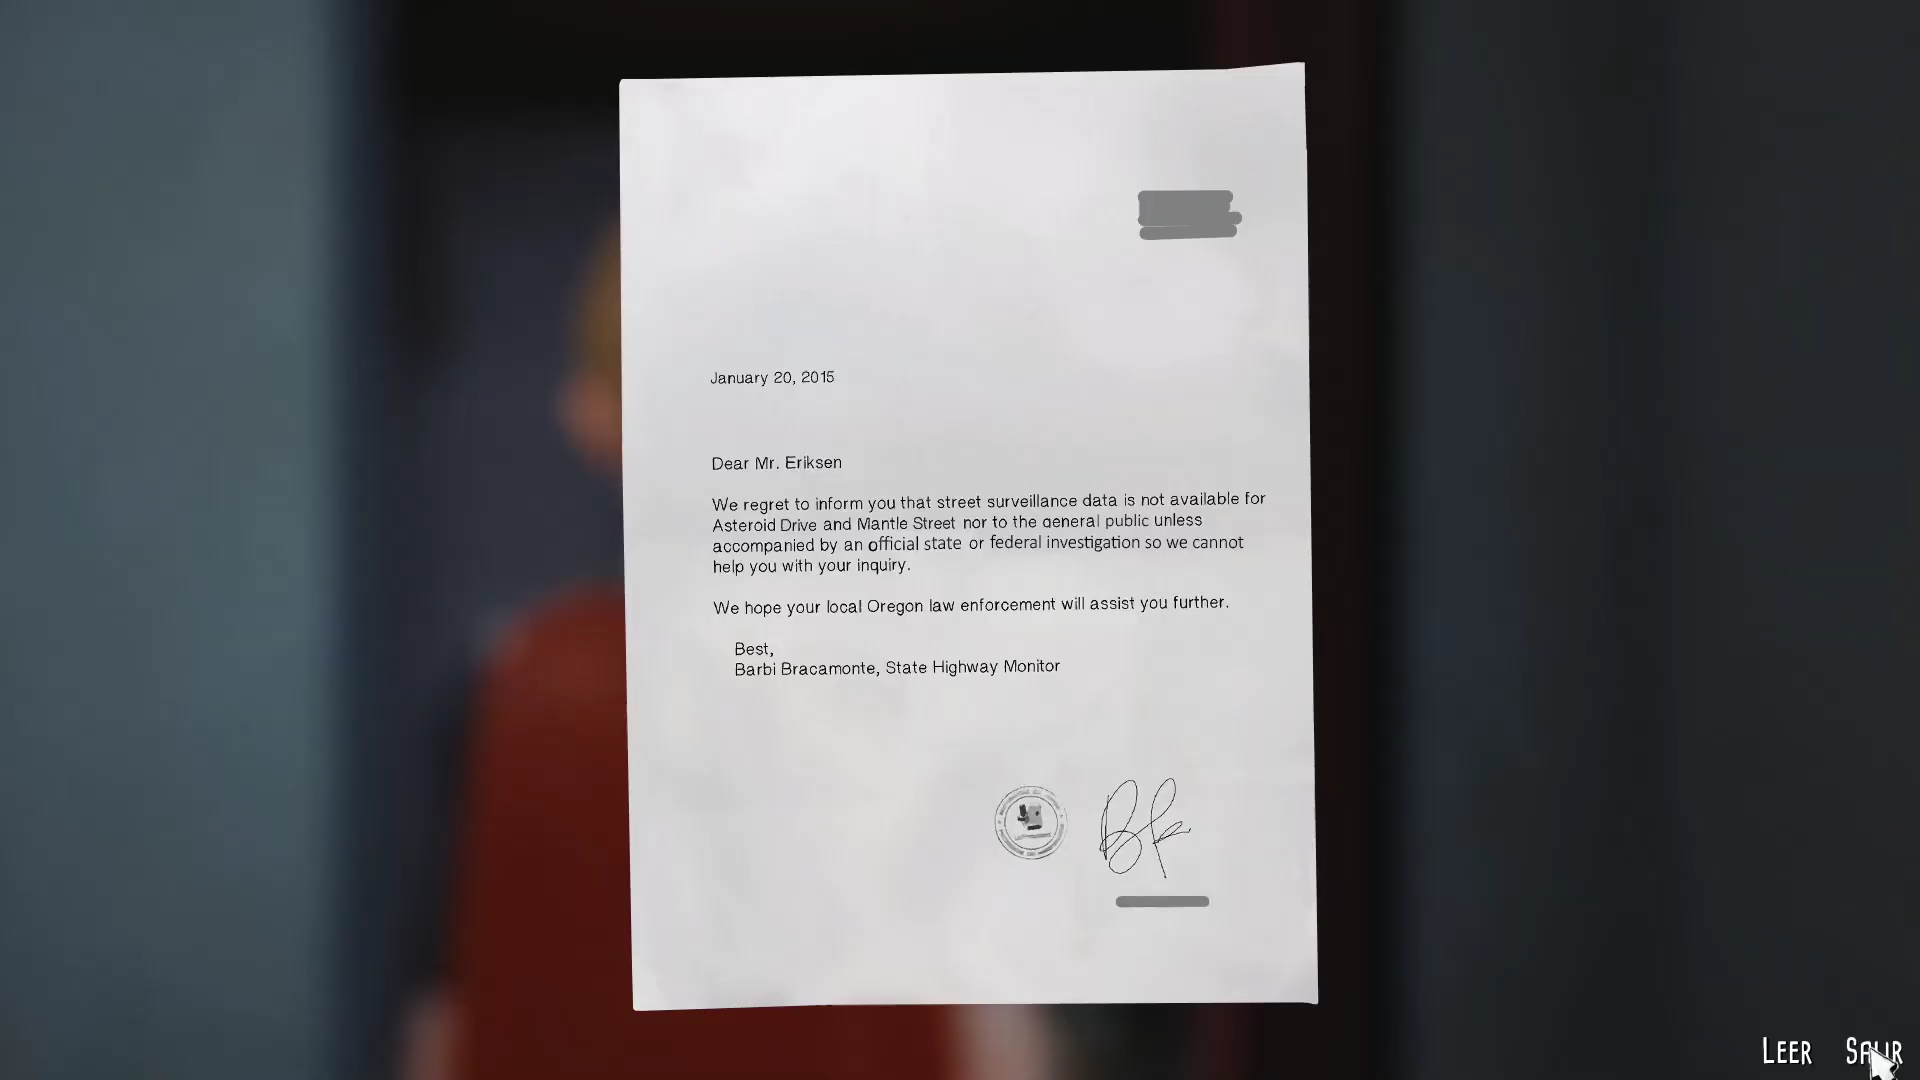 January 20, 2015
Dear Mr. Eriksen
We regret to inform you that street surveillance data is not available for
Asteroid Drive and Mantle Street nor to the general public unless
accompanied by an official state or federal investigation so we cannot
help you with your inquiry.
We hope your local Oregon law enforcement will assist you further.
Best,
Barbi Bracamonte, State Highway Monitor
LEER SALIR